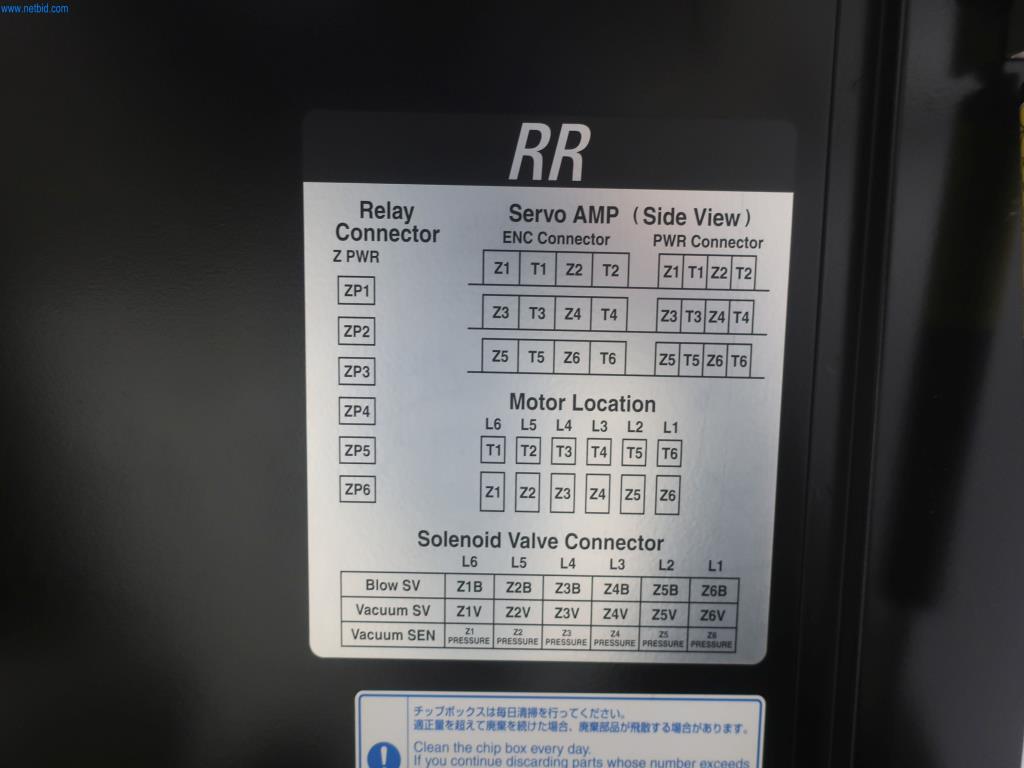 www.netbid.com
RR
Relay
Connector
Z PWR
ZP1
ZP2
ZP3
ZP4
ZP5
ZP6
Servo AMP (Side View)
ENC Connector PWR Connector
Z1 T1 Z2 T2 Z1 T1 Z2 T2
Z3 T3 Z4 T4 Z3 T3 Z4 T4
Z5 T5 Z6 T6 Z5 T5 Z6 T6
Motor Location
L6 L5 L4 L3 L2 L1
T1 T2 T3 T4 T5 T6
Z1 Z2 Z3 Z4 Z5 Z6
Solenoid Valve Connector
L6 L5 L4 L3 L2 L1
Blow SV Z1B Z2B Z3B Z4B Z5B Z6B
Vacuum SV Z1V Z2V Z3V Z4V Z5V Z6V
Vacuum SEN Z1 PRESSURE Z2 PRESSURE Z3 PRESSURE Z4 PRESSURE Z5 PRESSURE Z6 PRESSURE
チップボックスは毎日清掃を行ってください。
適正量を超えて廃棄を続けた場合、廃棄部品が飛散する場合があります。
Clean the chip box every day.
If you continue discarding parts whose number exceeds